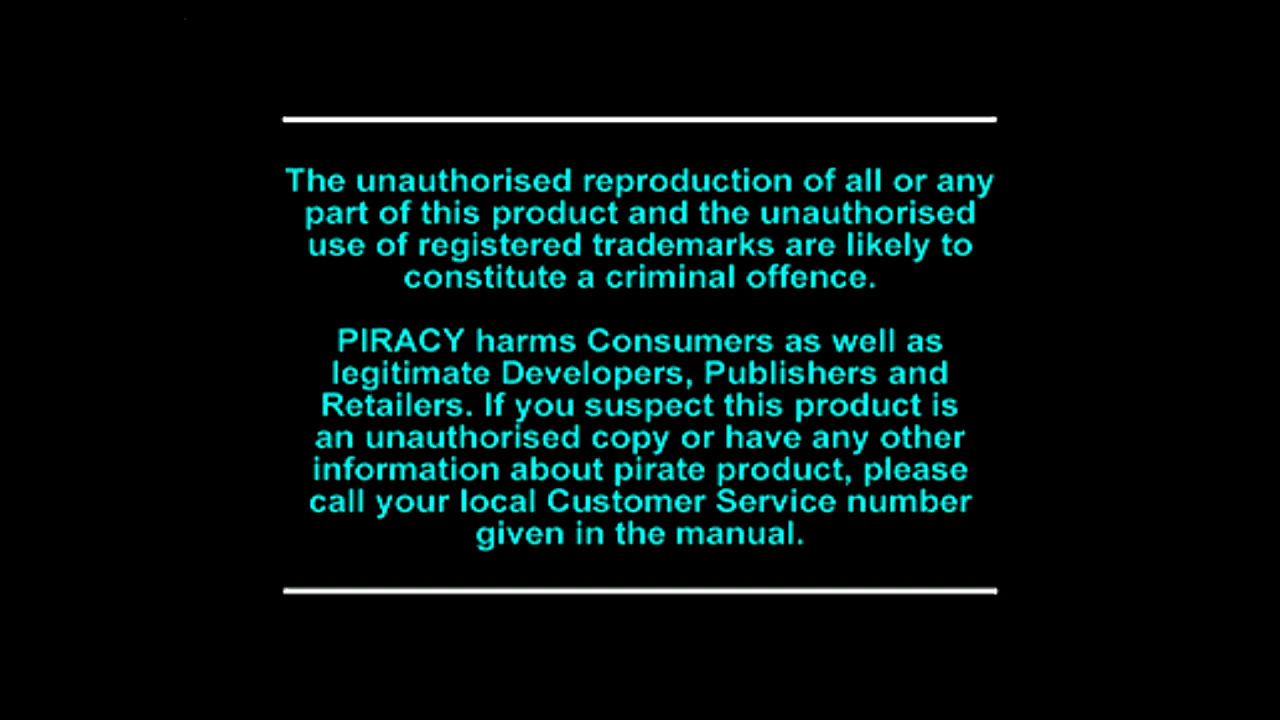 The unauthorised reproduction of all or any
part of this product and the unauthorised
use of registered trademarks are likely to
constitute a criminal offence.
PIRACY harms Consumers as well as
legitimate Developers, Publishers and
Retailers. If you suspect this product is
an unauthorised copy or have any other
information about pirate product, please
call your local Customer Service number
given in the manual.